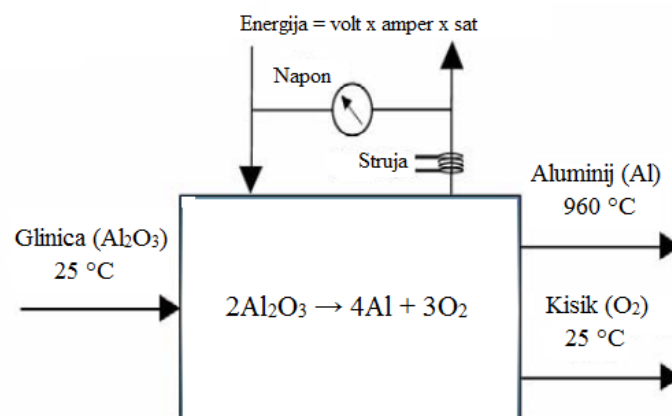 Energija = volt x amper x sat
Napon
Struja
Aluminij (Al)
960 °C
Glinica (Al₂O₃)
25 °C
2Al₂O₃ → 4Al + 3O₂
Kisik (O₂)
25 °C